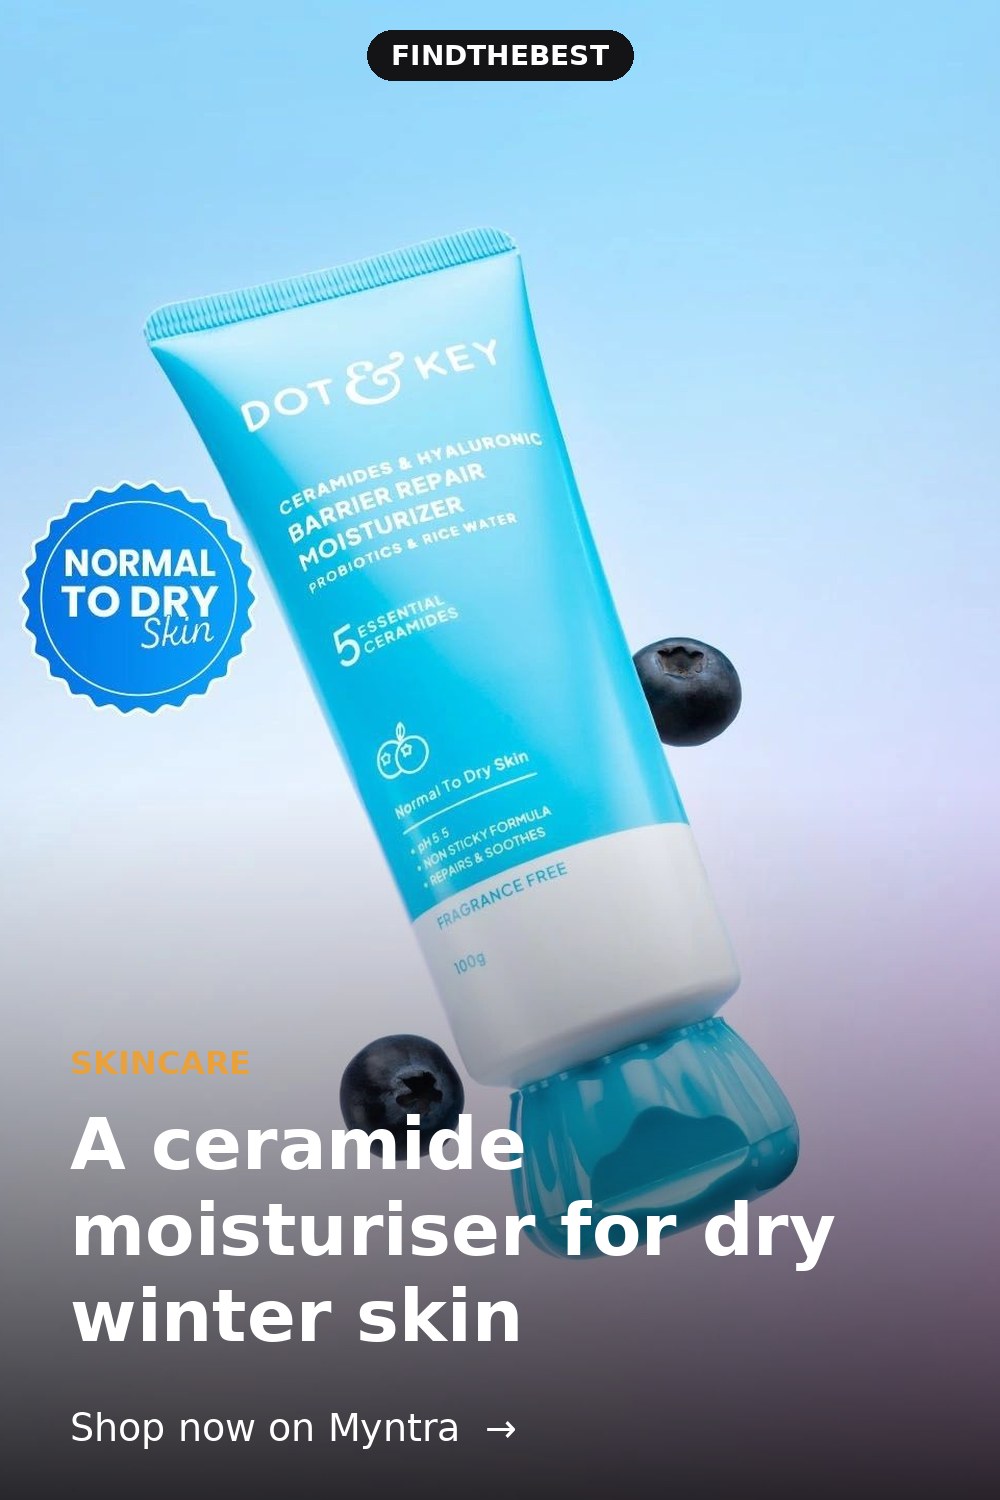 FINDTHEBEST
DOT & KEY
CERAMIDES & HYALURONIC
BARRIER REPAIR
MOISTURIZER
PROBIOTICS & RICE WATER
5 ESSENTIAL
CERAMIDES
NORMAL
TO DRY
Skin
Normal To Dry Skin
• pH 5.5
• NON STICKY FORMULA
• REPAIRS & SOOTHES
FRAGRANCE FREE
100g
SKINCARE
A ceramide
moisturiser for dry
winter skin
Shop now on Myntra →